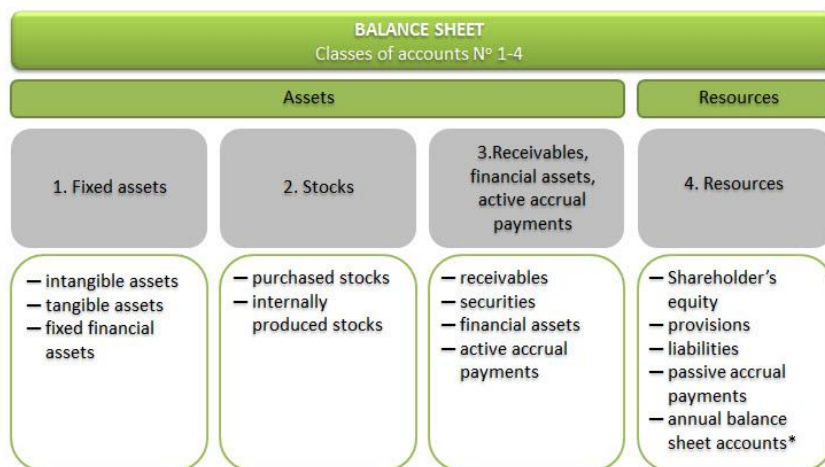 BALANCE SHEET
Classes of accounts Nº 1-4
Assets
Resources
1. Fixed assets
2. Stocks
3.Receivables,
financial assets,
active accrual
payments
4. Resources
— intangible assets
— tangible assets
— fixed financial
assets
— purchased stocks
— internally
produced stocks
— receivables
— securities
— financial assets
— active accrual
payments
— Shareholder’s
equity
— provisions
— liabilities
— passive accrual
payments
— annual balance
sheet accounts*